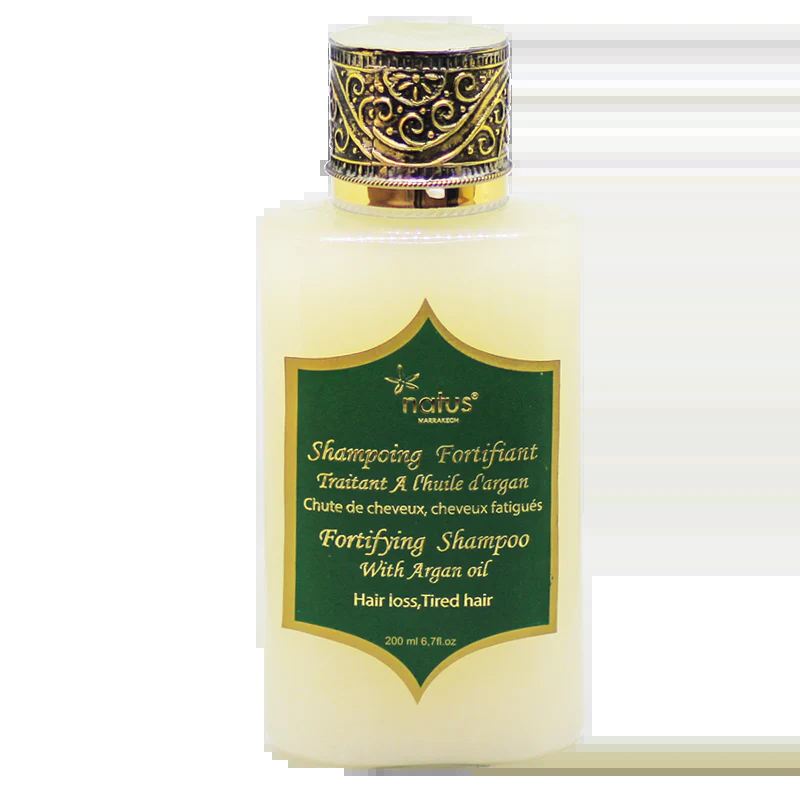 natus®
MARRAKECH
Shampoing Fortifiant
Traitant A l'huile d'argan
Chute de cheveux, cheveux fatigués
Fortifying Shampoo
With Argan oil
Hair loss,Tired hair
200 ml 6,7fl.oz